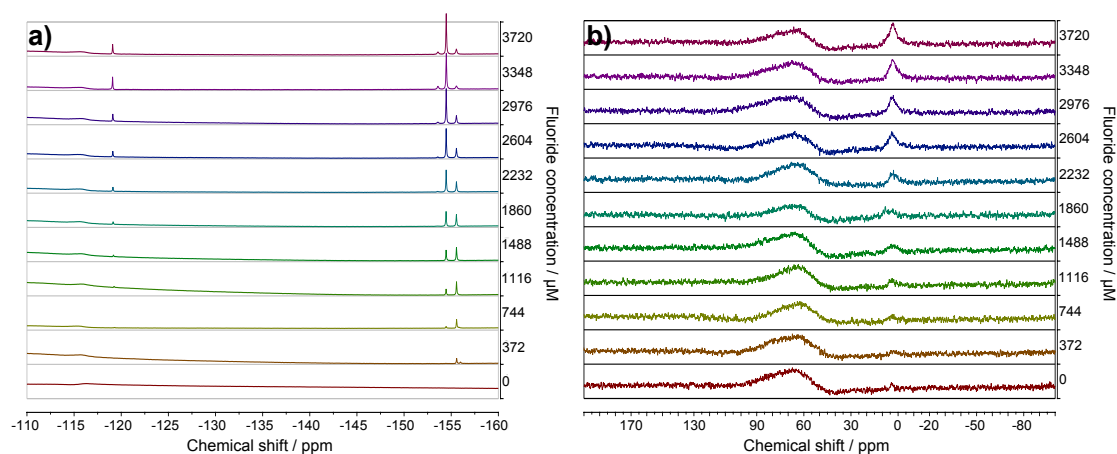 a)
3720
3348
2976
2604
2232
1860
1488
1116
744
372
0
Fluoride concentration / µM
-110 -115 -120 -125 -130 -135 -140 -145 -150 -155 -160
Chemical shift / ppm
b)
3720
3348
2976
2604
2232
1860
1488
1116
744
372
0
Fluoride concentration / µM
170 150 130 110 90 60 30 0 -20 -50 -80
Chemical shift / ppm